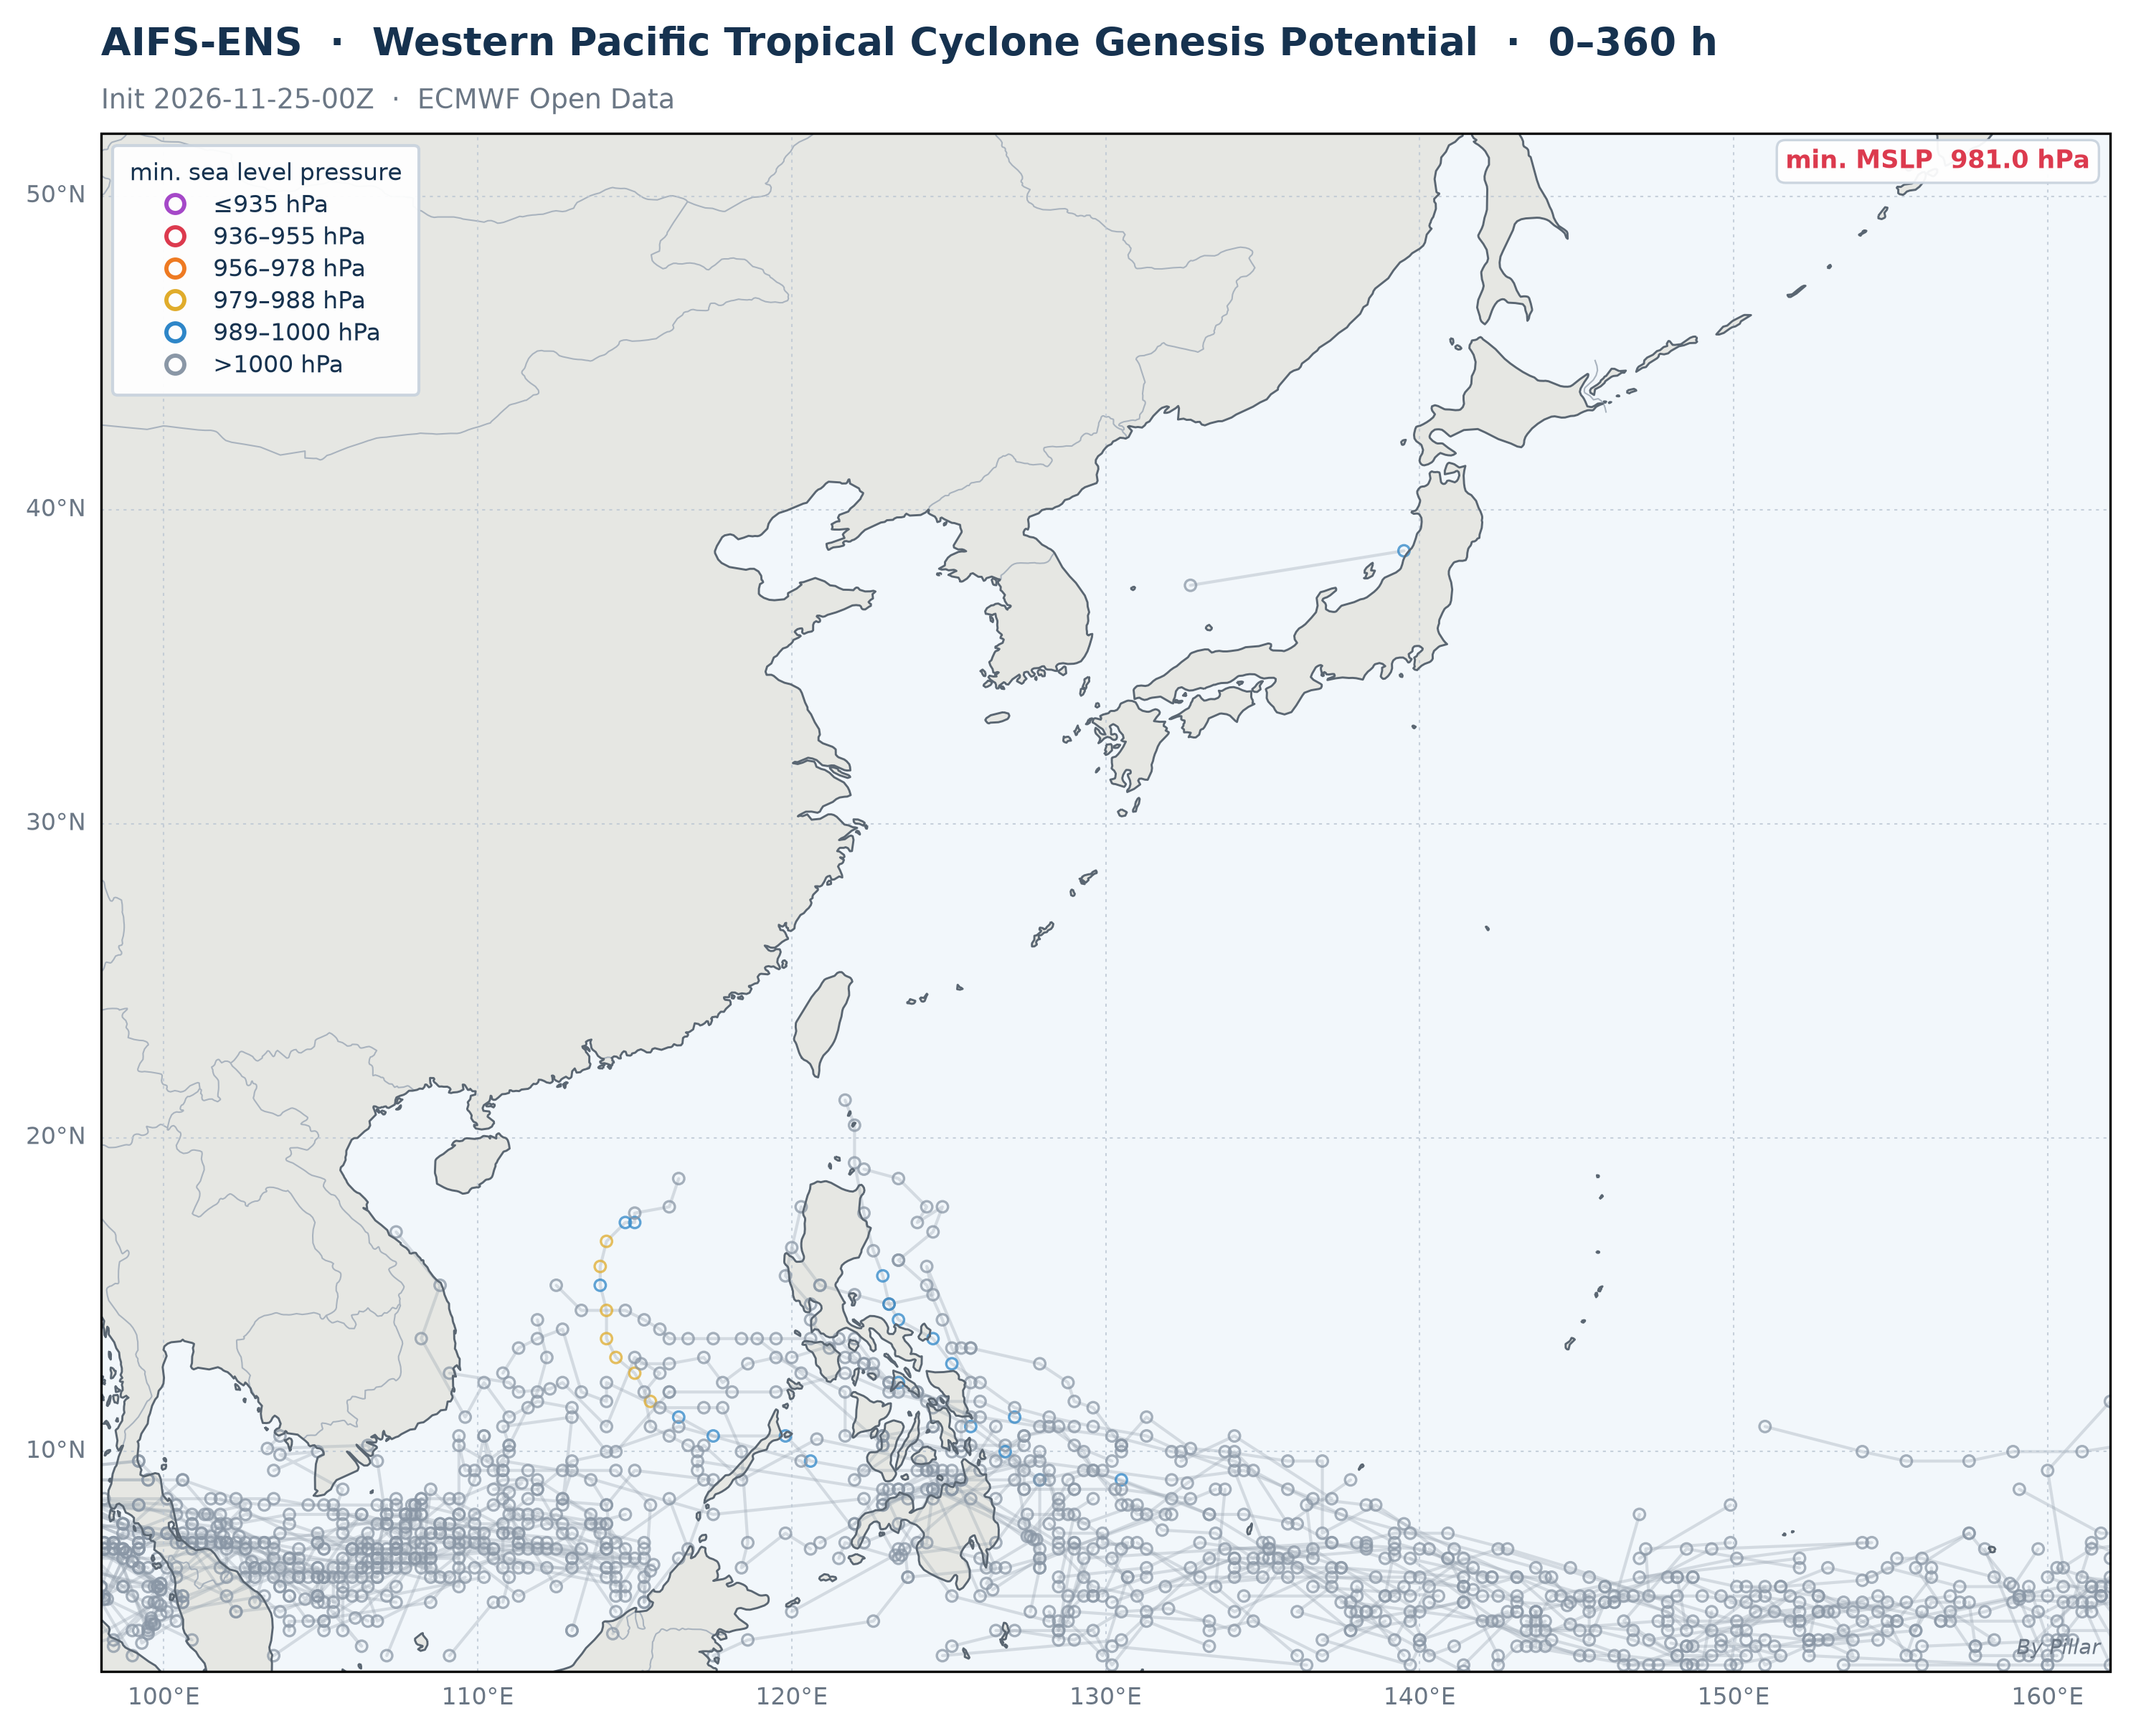 AIFS-ENS · Western Pacific Tropical Cyclone Genesis Potential · 0–360 h
Init 2026-11-25-00Z · ECMWF Open Data
min. sea level pressure
≤935 hPa
936–955 hPa
956–978 hPa
979–988 hPa
989–1000 hPa
>1000 hPa
min. MSLP 981.0 hPa
50°N
40°N
30°N
20°N
10°N
By Pillar
100°E
110°E
120°E
130°E
140°E
150°E
160°E